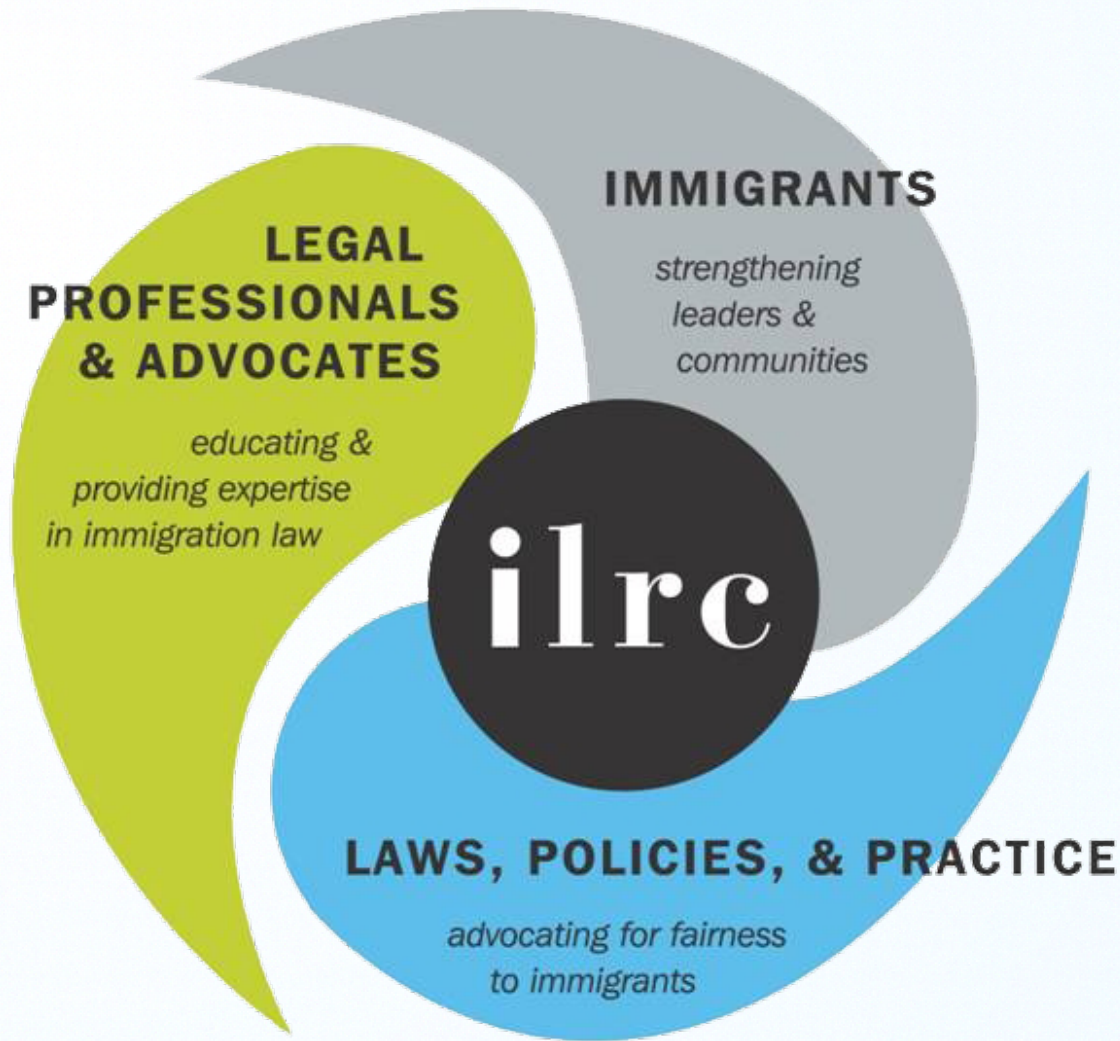 IMMIGRANTS
strengthening
leaders &
communities
LEGAL
PROFESSIONALS
& ADVOCATES
educating &
providing expertise
in immigration law
ilrc
LAWS, POLICIES, & PRACTICE
advocating for fairness
to immigrants